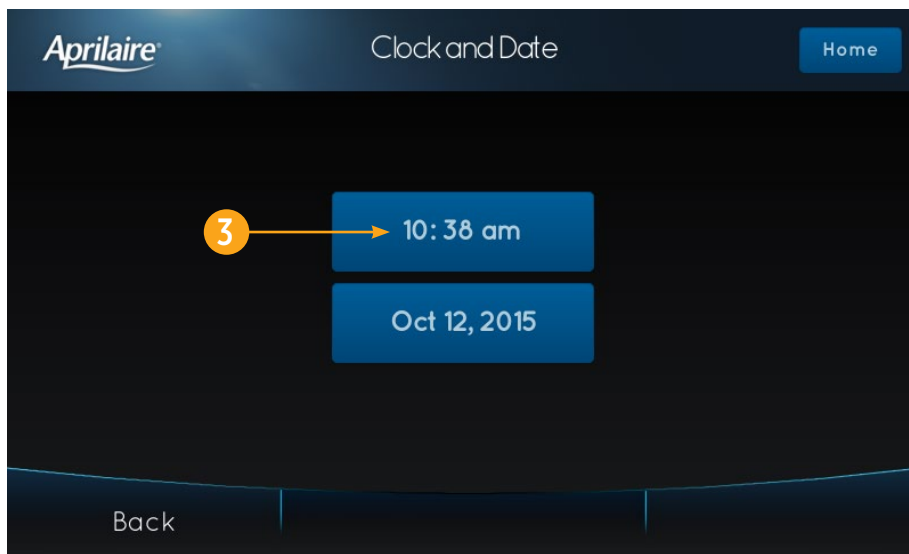 Aprilaire®
Clock and Date
Home
3
10:38 am
Oct 12, 2015
Back